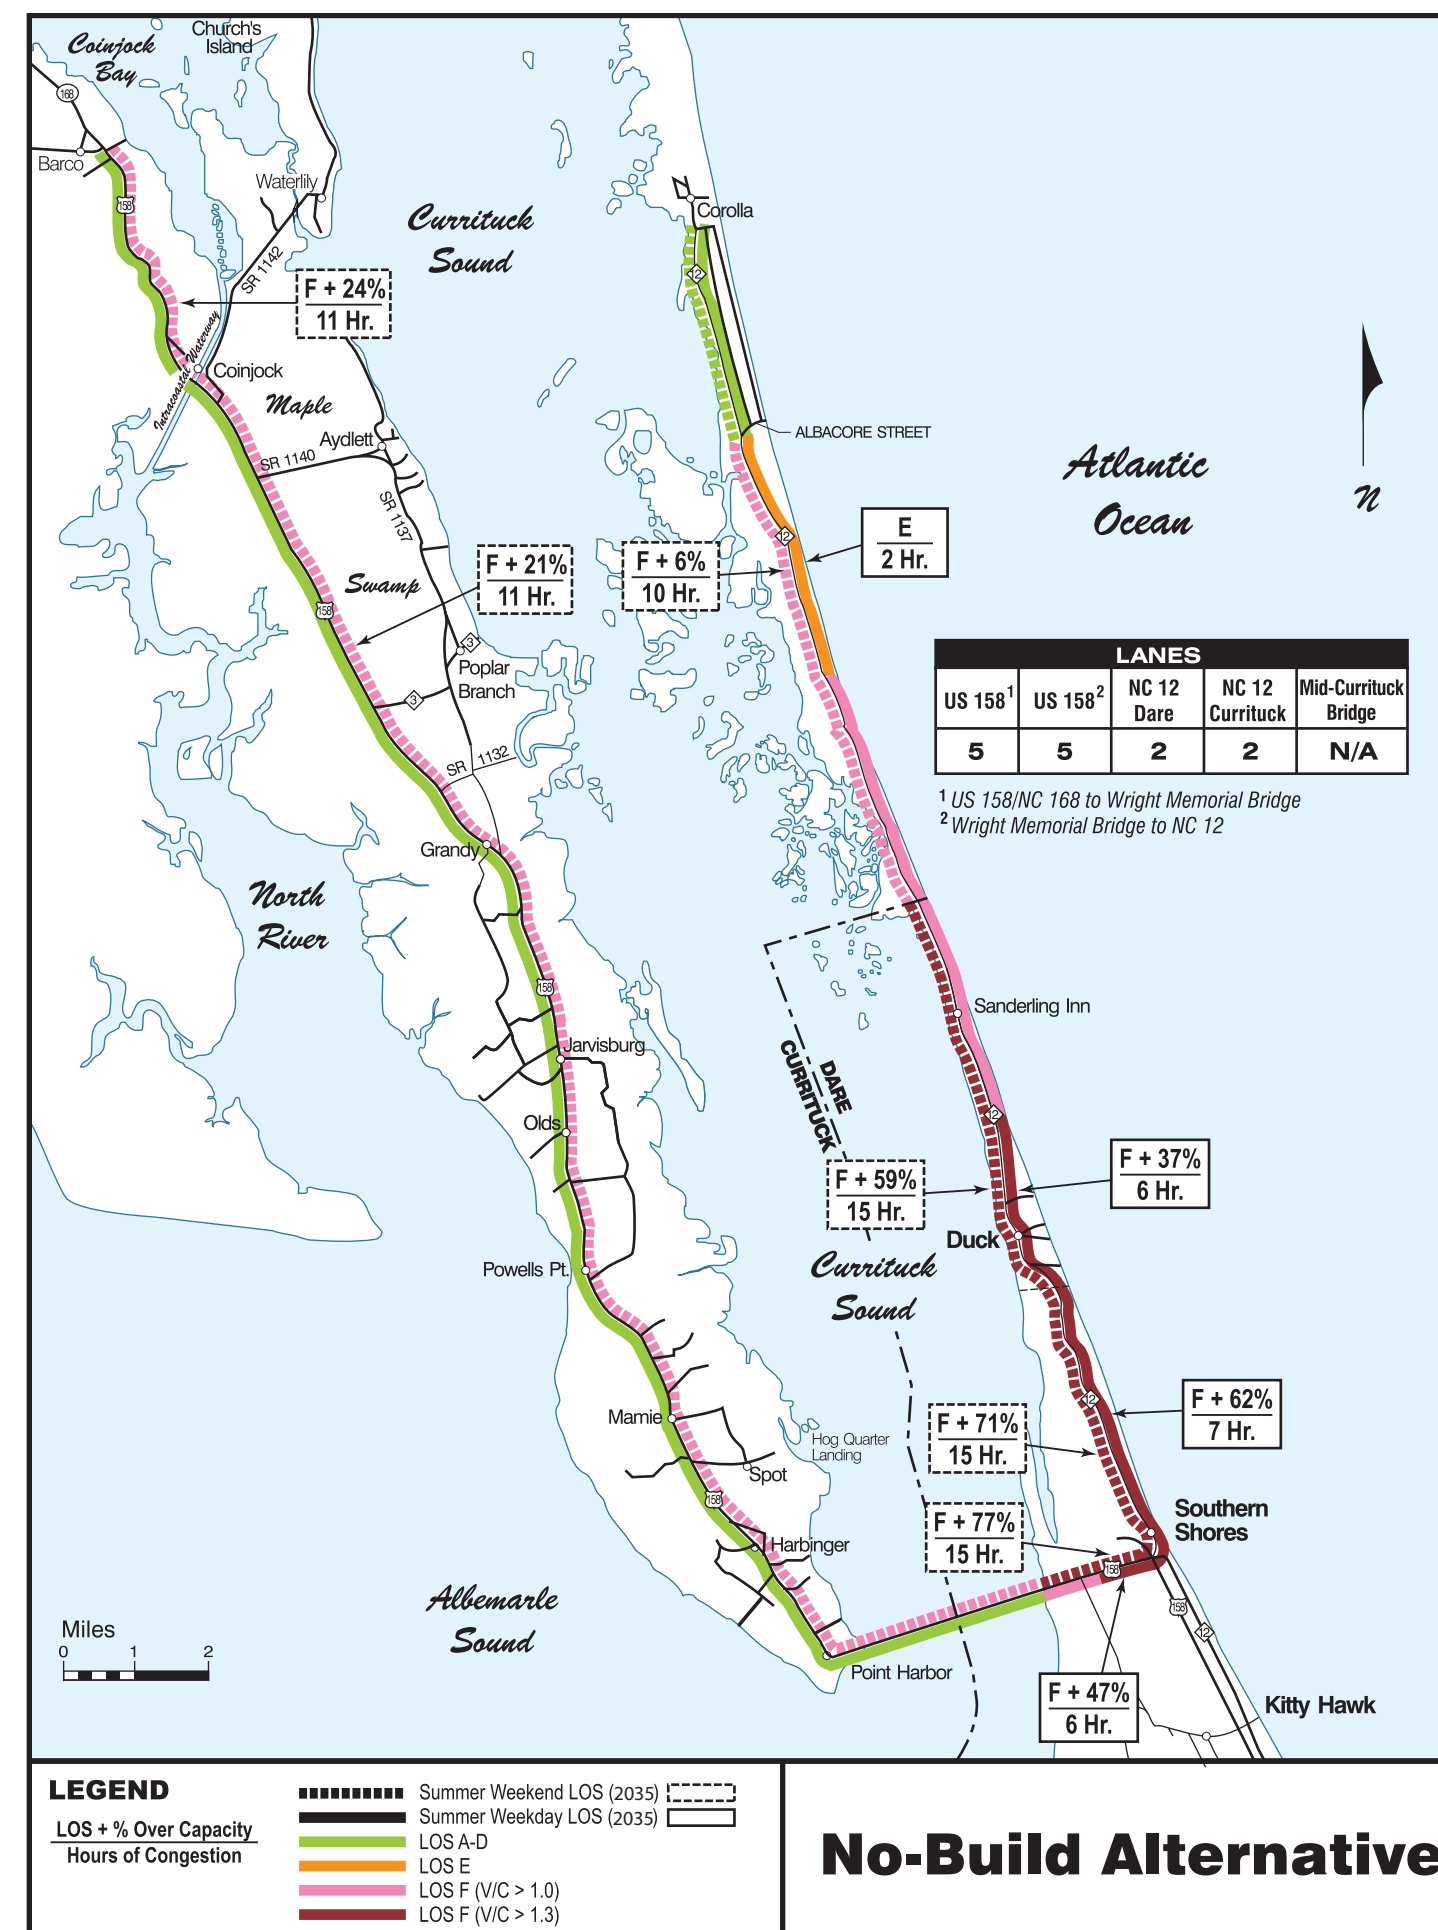 Coinjock
Bay
Church's
Island
168
Barco
158
Waterlily
SR 1142
Currituck
Sound
Corolla
12
F + 24%
11 Hr.
Intracoastal Waterway
Coinjock
Maple
Aydlett
SR 1140
SR 1137
ALBACORE STREET
Atlantic
Ocean
N
12
E
2 Hr.
F + 6%
10 Hr.
F + 21%
11 Hr.
Swamp
158
3
Poplar
Branch
3
SR 1132
LANES
US 158¹
US 158²
NC 12
Dare
NC 12
Currituck
Mid-Currituck
Bridge
5
5
2
2
N/A
¹ US 158/NC 168 to Wright Memorial Bridge
² Wright Memorial Bridge to NC 12
Grandy
North
River
158
Sanderling Inn
Jarvisburg
DARE
CURRITUCK
12
Olds
F + 59%
15 Hr.
F + 37%
6 Hr.
Duck
Currituck
Sound
Powells Pt.
12
F + 62%
7 Hr.
F + 71%
15 Hr.
Mamie
Hog Quarter
Landing
Spot
158
F + 77%
15 Hr.
Southern
Shores
Harbinger
158
158
12
Albemarle
Sound
Point Harbor
F + 47%
6 Hr.
Kitty Hawk
Miles
0 1 2
LEGEND
LOS + % Over Capacity
Hours of Congestion
Summer Weekend LOS (2035)
Summer Weekday LOS (2035)
LOS A-D
LOS E
LOS F (V/C > 1.0)
LOS F (V/C > 1.3)
No-Build Alternative